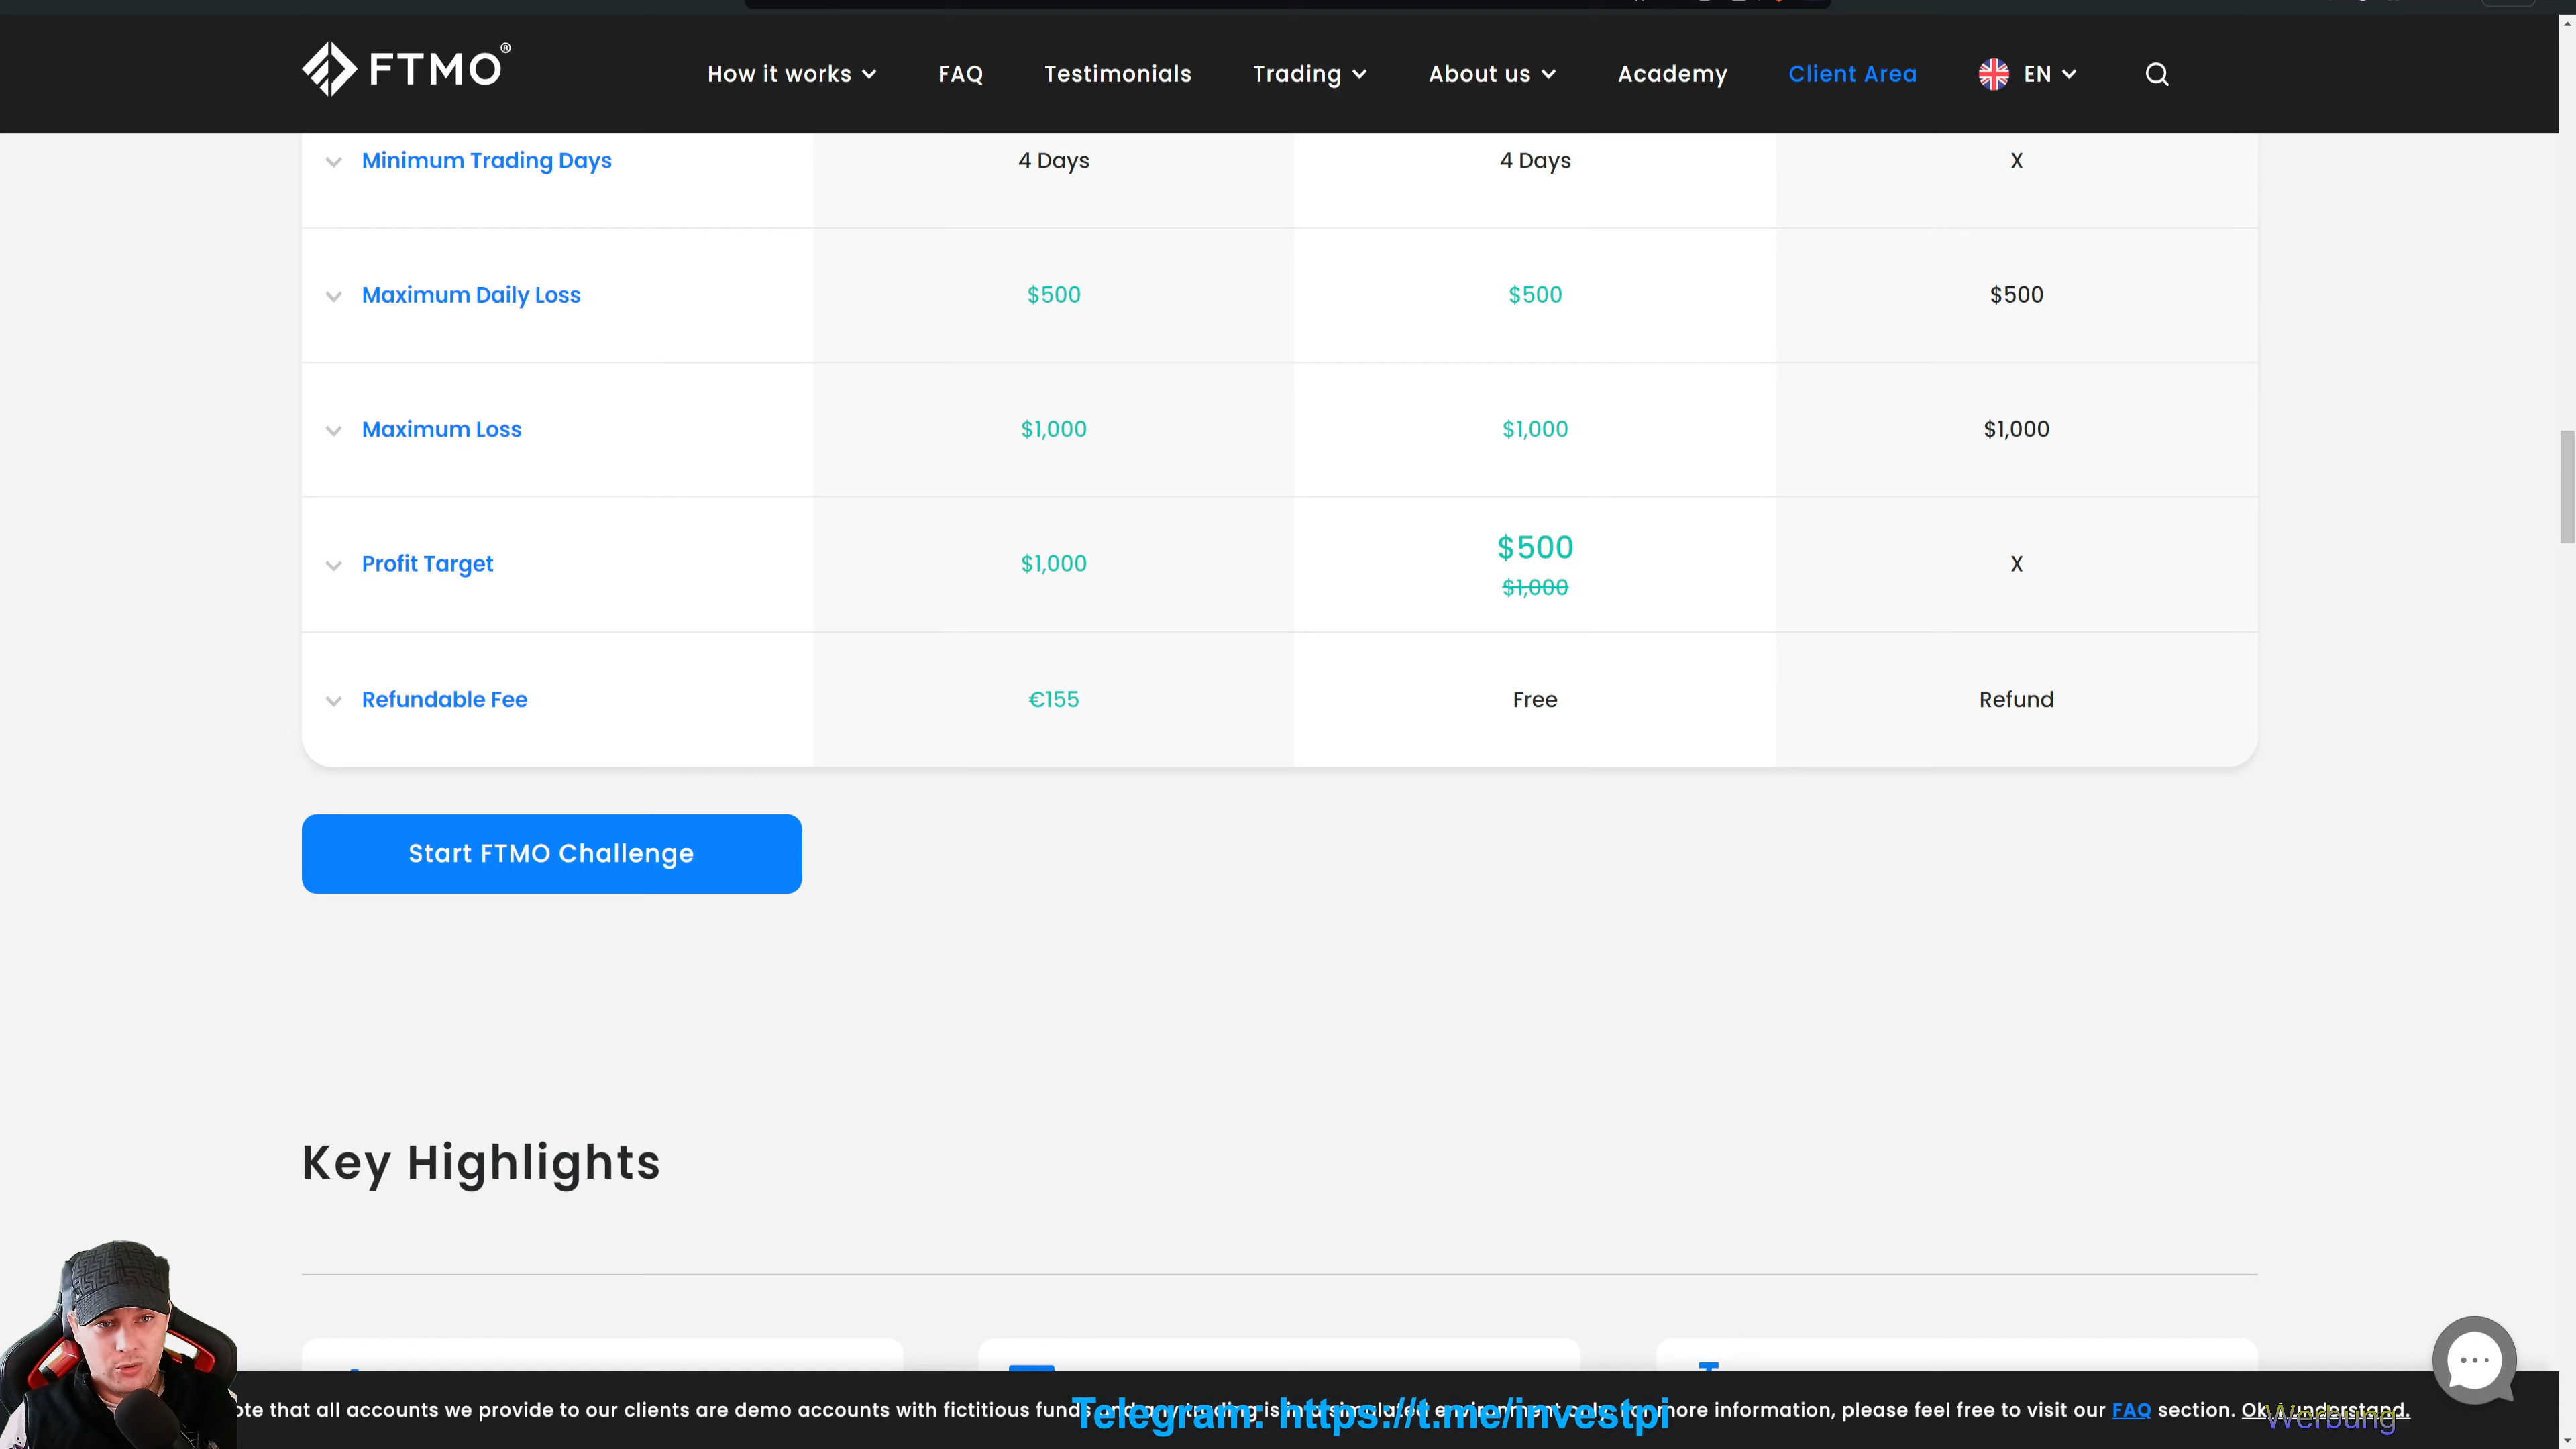 FTMO®
How it works
FAQ
Testimonials
Trading
About us
Academy
Client Area
EN
Minimum Trading Days 4 Days 4 Days X
Maximum Daily Loss $500 $500 $500
Maximum Loss $1,000 $1,000 $1,000
Profit Target $1,000 $500 X
$1,000
Refundable Fee €155 Free Refund
Start FTMO Challenge
Key Highlights
that all accounts we provide to our clients are demo accounts with fictitious funds more information, please feel free to visit our FAQ section. understand.
Telegram: https://t.me/investpi
Werbung